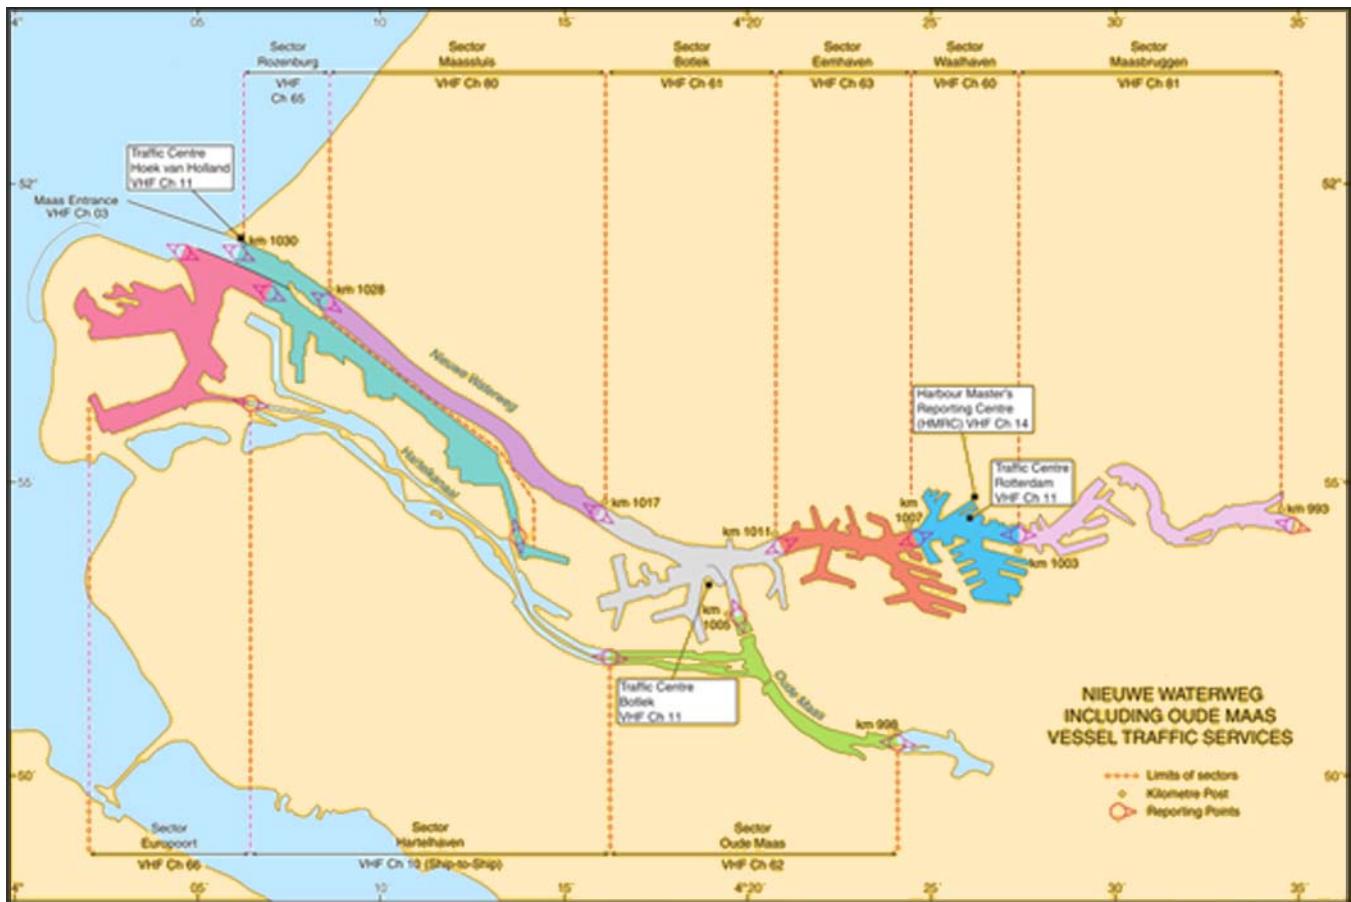 4°
05
10
15
4°20'
25
30
35
Sector
Rozenburg
VHF
Ch 65
Sector
Maassluis
VHF Ch 80
Sector
Botlek
VHF Ch 61
Sector
Eemhaven
VHF Ch 63
Sector
Waalhaven
VHF Ch 60
Sector
Maasbruggen
VHF Ch 81
Traffic Centre
Hoek van Holland
VHF Ch 11
52°
52°
Maas Entrance
VHF Ch 03
km 1030
km 1028
Nieuwe Waterweg
Harbour Master's
Reporting Centre
(HMRC) VHF Ch 14
Hartelkanaal
Traffic Centre
Rotterdam
VHF Ch 11
55'
55'
km 1017
km
1007
km 993
km 1011
km 1003
km
1005
Traffic Centre
Botlek
VHF Ch 11
Oude Maas
km 998
NIEUWE WATERWEG
INCLUDING OUDE MAAS
VESSEL TRAFFIC SERVICES
50'
50'
Limits of sectors
Kilometre Post
Reporting Points
Sector
Europoort
VHF Ch 66
Sector
Hartelhaven
VHF Ch 10 (Ship-to-Ship)
Sector
Oude Maas
VHF Ch 62
4°
05'
10
15'
4°20'
25'
30'
35'